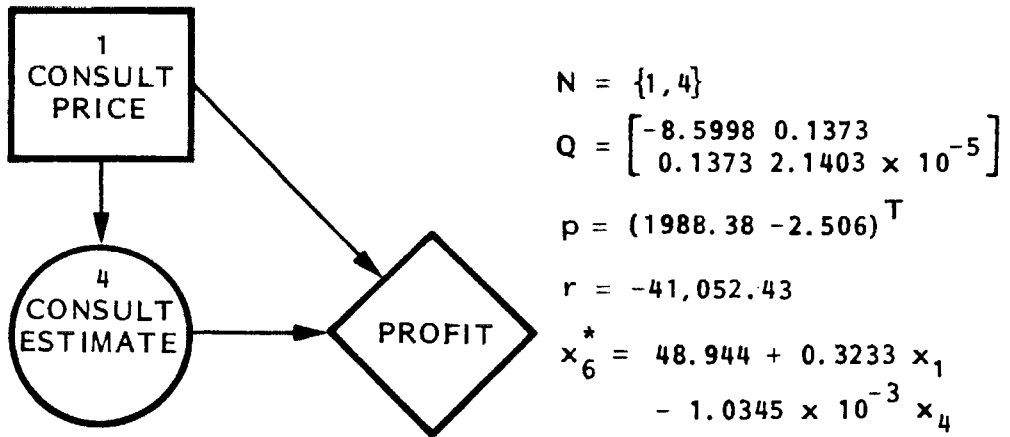 1
CONSULT
PRICE
4
CONSULT
ESTIMATE
PROFIT
N = {1,4}
Q = [-8.5998 0.1373
0.1373 2.1403 x 10^-5]
p = (1988.38 -2.506)^T
r = -41,052.43
x_6^* = 48.944 + 0.3233 x_1
- 1.0345 x 10^-3 x_4